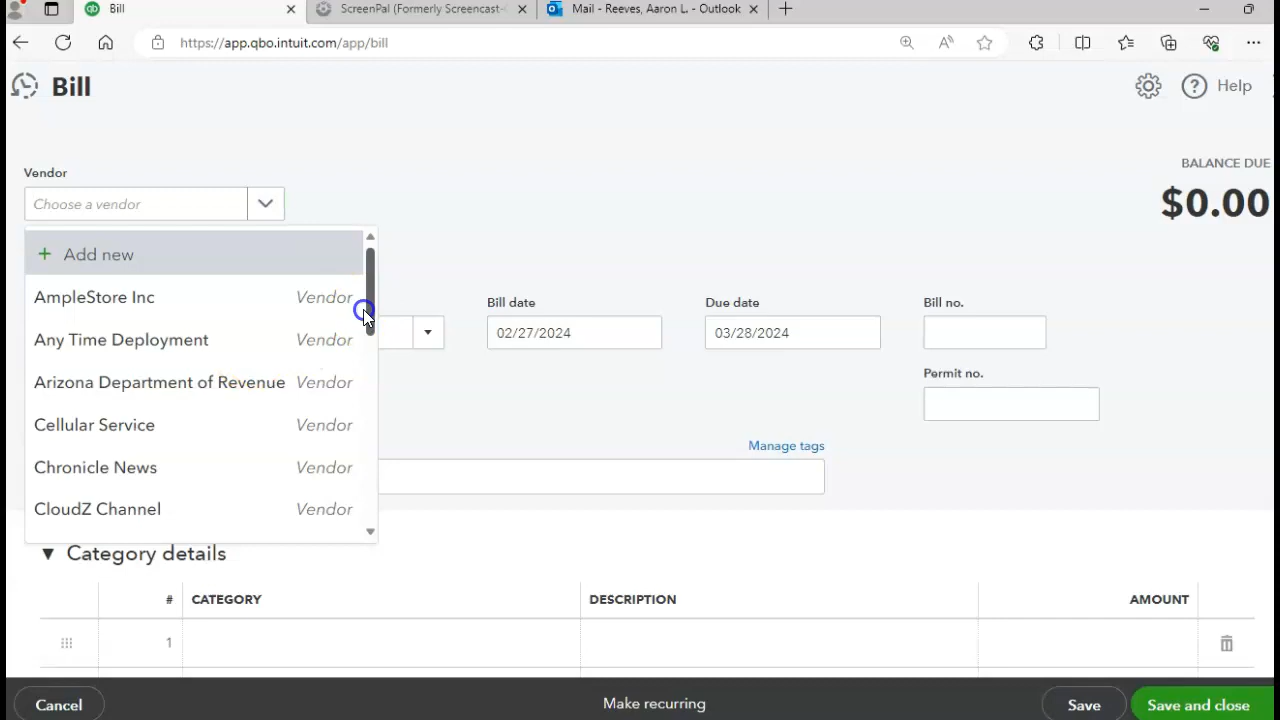 Bill
ScreenPal (Formerly Screencast-
Mail - Reeves, Aaron L. - Outlook
https://app.qbo.intuit.com/app/bill
Bill
Help
Vendor
BALANCE DUE
Choose a vendor
$0.00
+ Add new
AmpleStore Inc Vendor
Any Time Deployment Vendor
Arizona Department of Revenue Vendor
Cellular Service Vendor
Chronicle News Vendor
CloudZ Channel Vendor
Bill date
Due date
Bill no.
02/27/2024
03/28/2024
Permit no.
Manage tags
Category details
# CATEGORY DESCRIPTION AMOUNT
1
Cancel
Make recurring
Save
Save and close